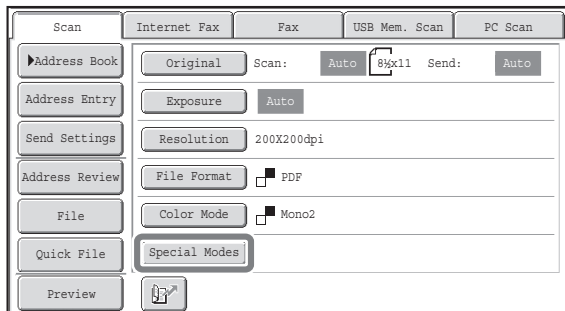 Scan Internet Fax Fax USB Mem. Scan PC Scan
Address Book Original Scan: Auto 8½x11 Send: Auto
Address Entry Exposure Auto
Send Settings Resolution 200X200dpi
Address Review File Format PDF
File Color Mode Mono2
Quick File Special Modes
Preview